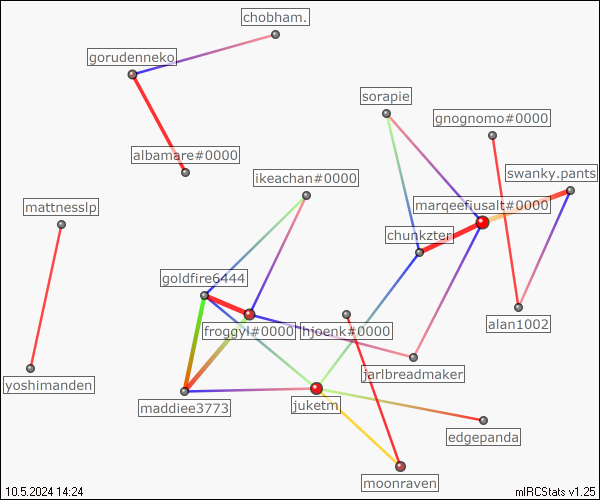 chobham.
gorudenneko
sorapie
gnognomo#0000
albamare#0000
ikeachan#0000
swanky.pants
mattnesslp
marqeefiusalt#0000
chunkzter
goldfire6444
froggyl#0000
hjoenk#0000
alan1002
jarlbreadmaker
yoshimanden
maddiee3773
juketm
edgepanda
moonraven
10.5.2024 14:24
mIRCStats v1.25